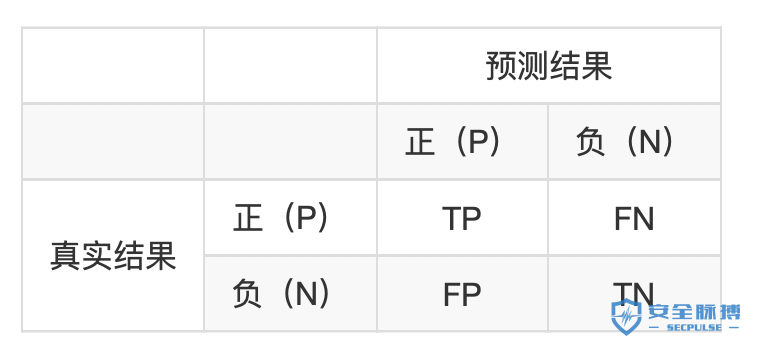 预测结果
正（P） 负（N）
真实结果 正（P） TP FN
负（N） FP TN
安全脉搏
SECPULSE